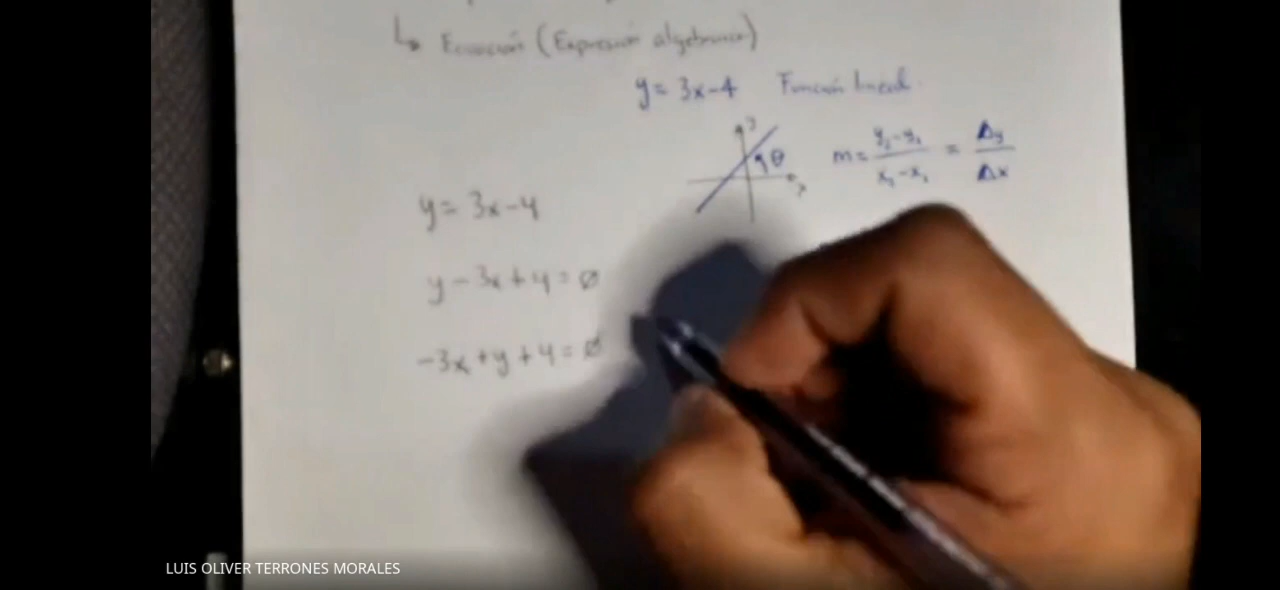 ↳ Ecuación (Expresión algebraica)
y = 3x-4 Función lineal
y
θ
x
m = y₂-y₁ / x₂-x₁ = Δy / Δx
y = 3x-4
y - 3x + 4 = ∅
-3x + y + 4 = ∅
LUIS OLIVER TERRONES MORALES